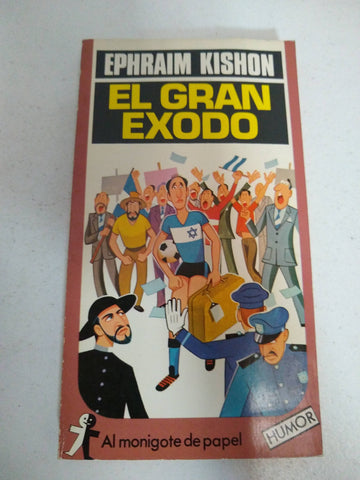 EPHRAIM KISHON
EL GRAN
EXODO
Al monigote de papel
HUMOR